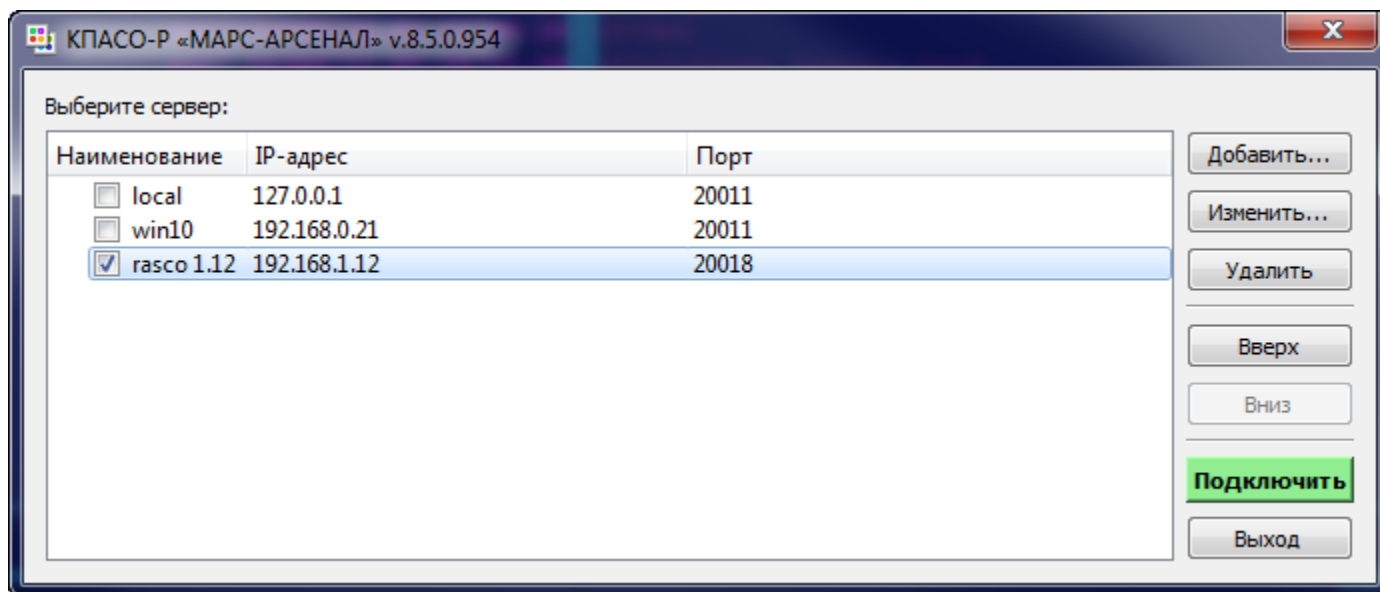 КПАСО-Р «МАРС-АРСЕНАЛ» v.8.5.0.954
Выберите сервер:
Наименование IP-адрес Порт
local 127.0.0.1 20011
win10 192.168.0.21 20011
rasco 1.12 192.168.1.12 20018
Добавить...
Изменить...
Удалить
Вверх
Вниз
Подключить
Выход